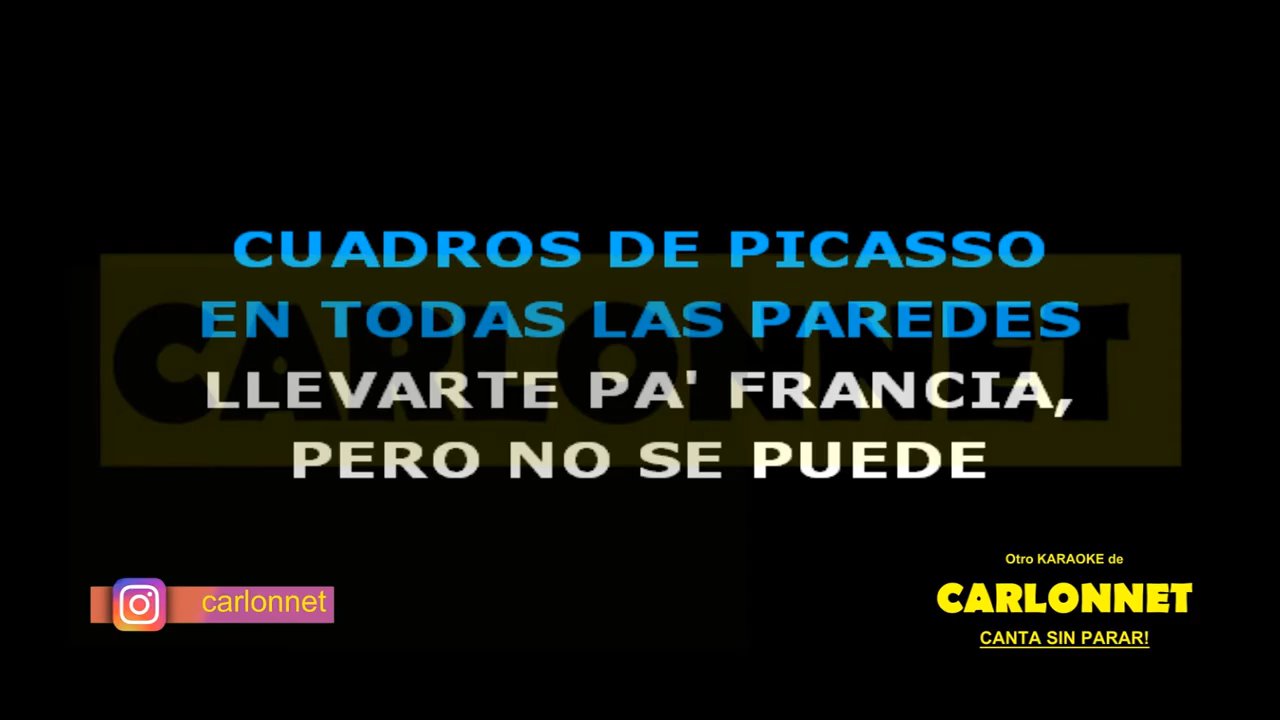 CUADROS DE PICASSO
EN TODAS LAS PAREDES
LLEVARTE PA' FRANCIA,
PERO NO SE PUEDE
CARLONNET
carlonnet
Otro KARAOKE de
CARLONNET
CANTA SIN PARAR!